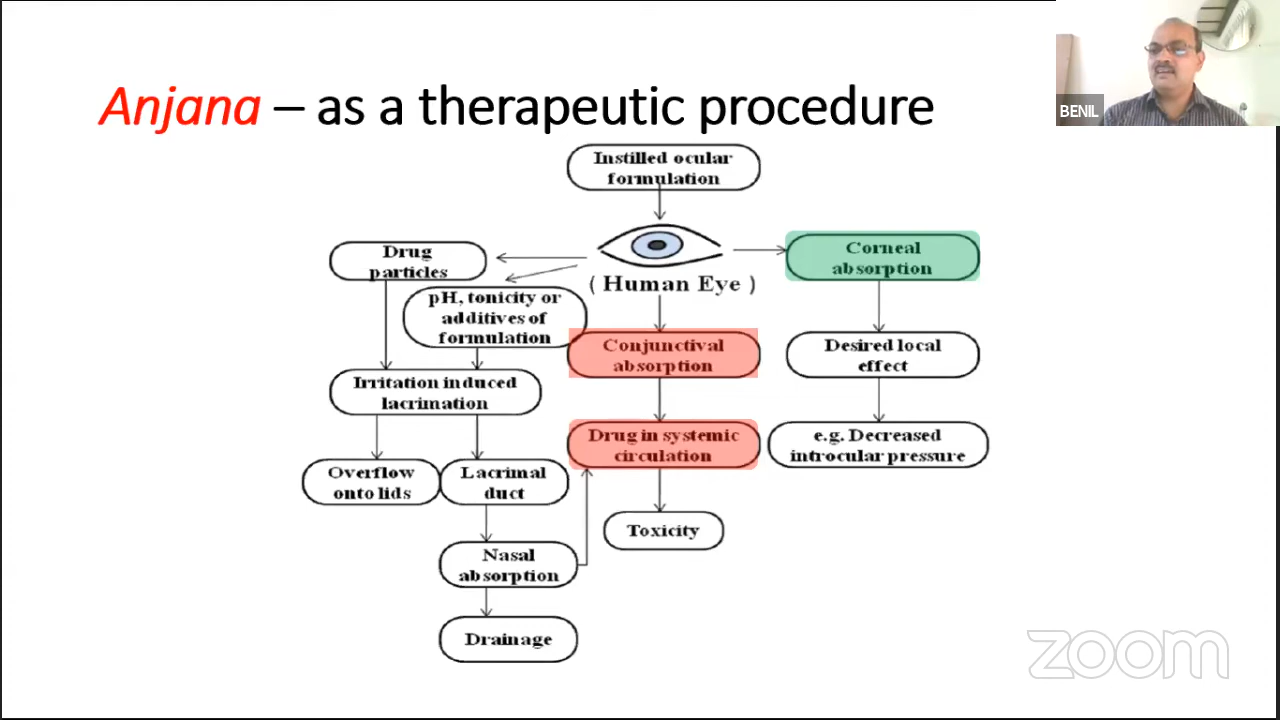 Anjana – as a therapeutic procedure
BENIL
Instilled ocular
formulation
Drug
particles
( Human Eye )
Corneal
absorption
pH, tonicity or
additives of
formulation
Conjunctival
absorption
Desired local
effect
Irritation induced
lacrimation
Drug in systemic
circulation
e.g. Decreased
introcular pressure
Overflow
onto lids
Lacrimal
duct
Toxicity
Nasal
absorption
Drainage
zoom